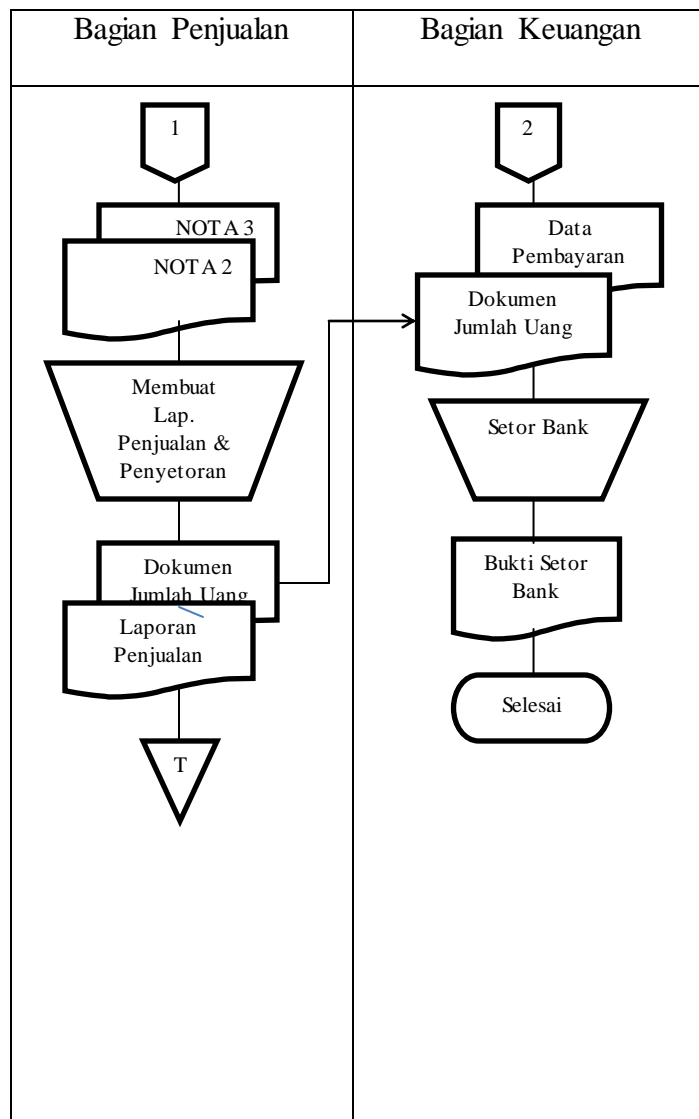 Bagian Penjualan
Bagian Keuangan
1
NOTA 3
NOTA 2
Membuat
Lap.
Penjualan &
Penyetoran
Dokumen
Jumlah Uang
Laporan
Penjualan
T
2
Data
Pembayaran
Dokumen
Jumlah Uang
Setor Bank
Bukti Setor
Bank
Selesai